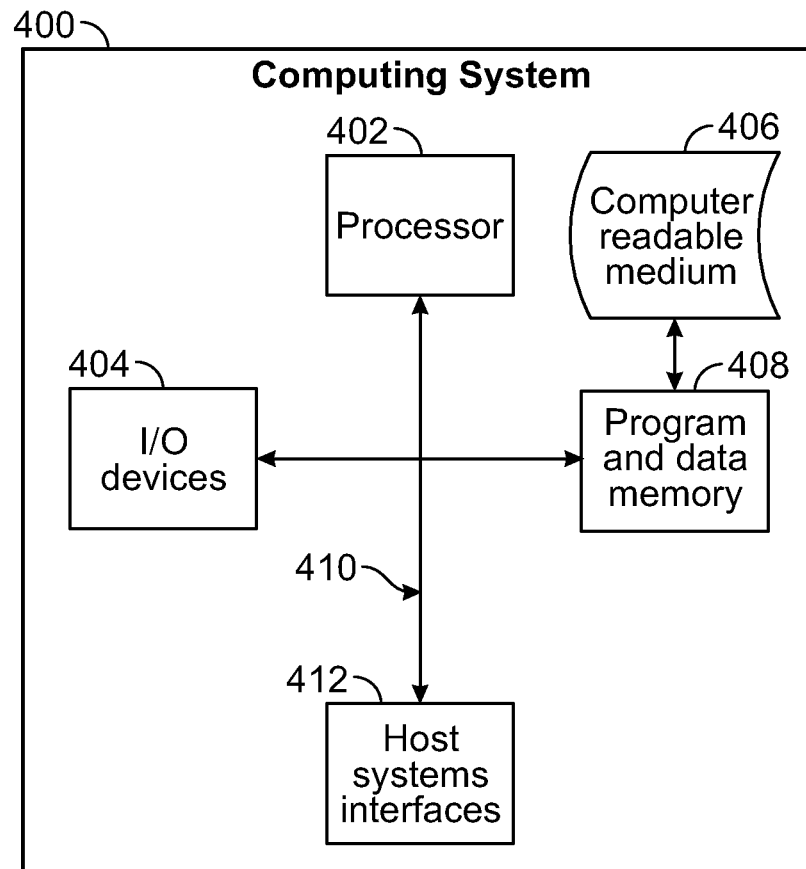 400
Computing System
402
Processor
406
Computer
readable
medium
404
I/O
devices
408
Program
and data
memory
410
412
Host
systems
interfaces